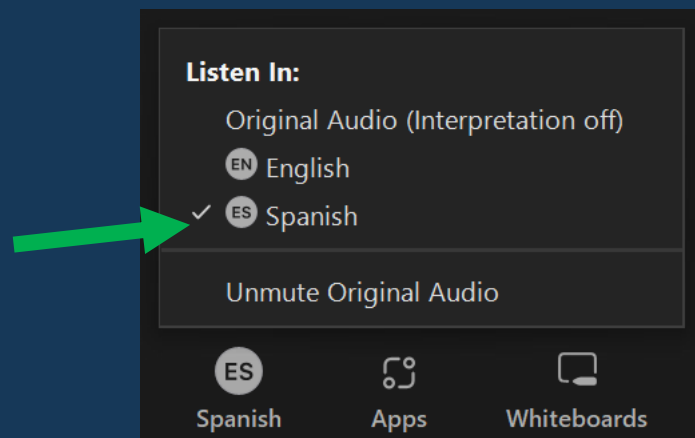 Listen In:
Original Audio (Interpretation off)
EN English
ES Spanish
Unmute Original Audio
ES
Spanish Apps Whiteboards